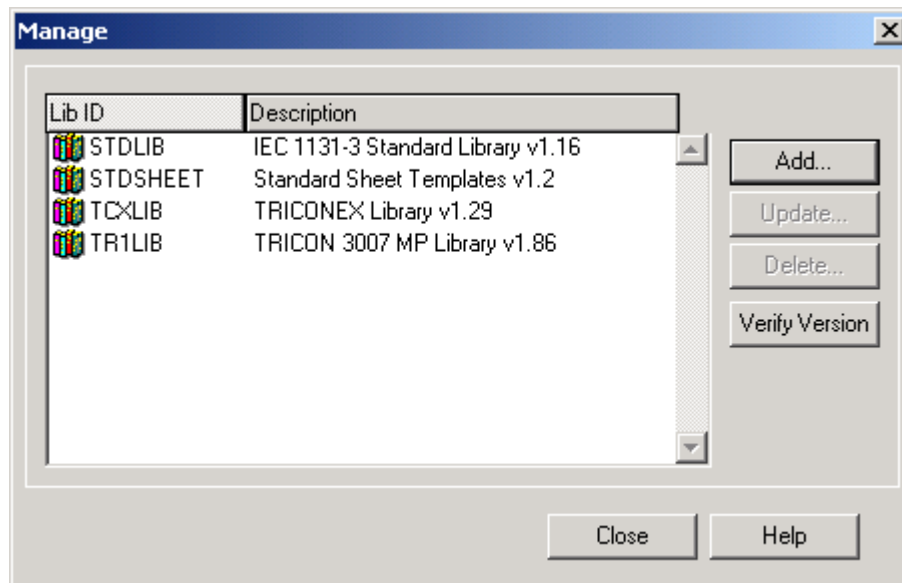 Manage
Lib ID Description
STDLIB IEC 1131-3 Standard Library v1.16
STDSHEET Standard Sheet Templates v1.2
TCXLIB TRICONEX Library v1.29
TR1LIB TRICON 3007 MP Library v1.86
Add...
Update...
Delete...
Verify Version
Close Help